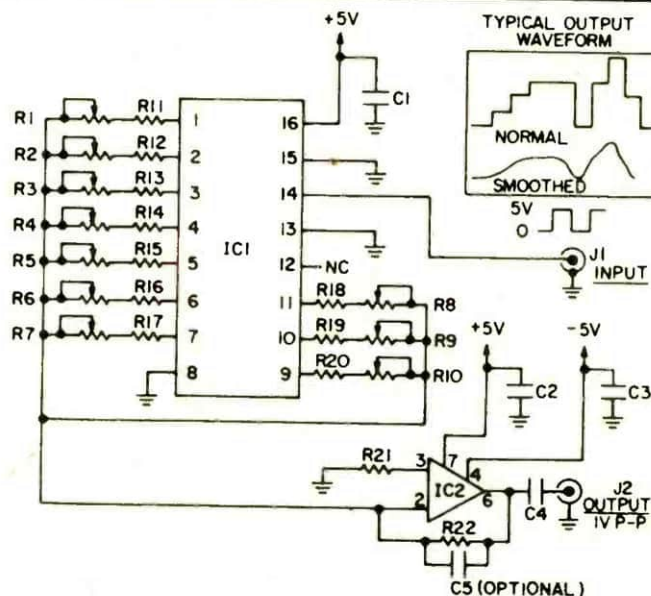 +5V
TYPICAL OUTPUT
WAVEFORM
C1
NORMAL
SMOOTHED
5V
0
J1
INPUT
R1
R2
R3
R4
R5
R6
R7
R11
R12
R13
R14
R15
R16
R17
1
2
3
4
5
6
7
8
IC1
16
15
14
13
12
11
10
9
NC
R18
R19
R20
R8
R9
R10
+5V
-5V
C2
C3
R21
3
7
4
IC2
2
6
C4
J2
OUTPUT
1V P-P
R22
C5 (OPTIONAL)